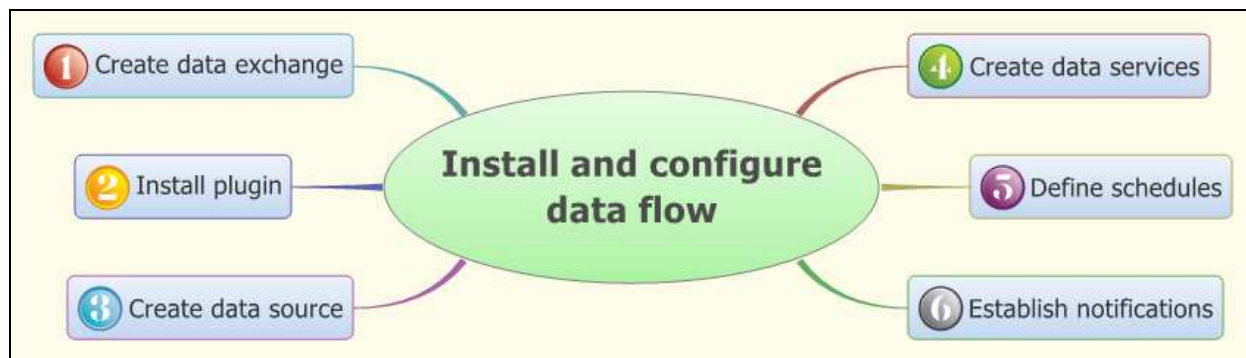 1 Create data exchange
2 Install plugin
3 Create data source
Install and configure
data flow
4 Create data services
5 Define schedules
6 Establish notifications